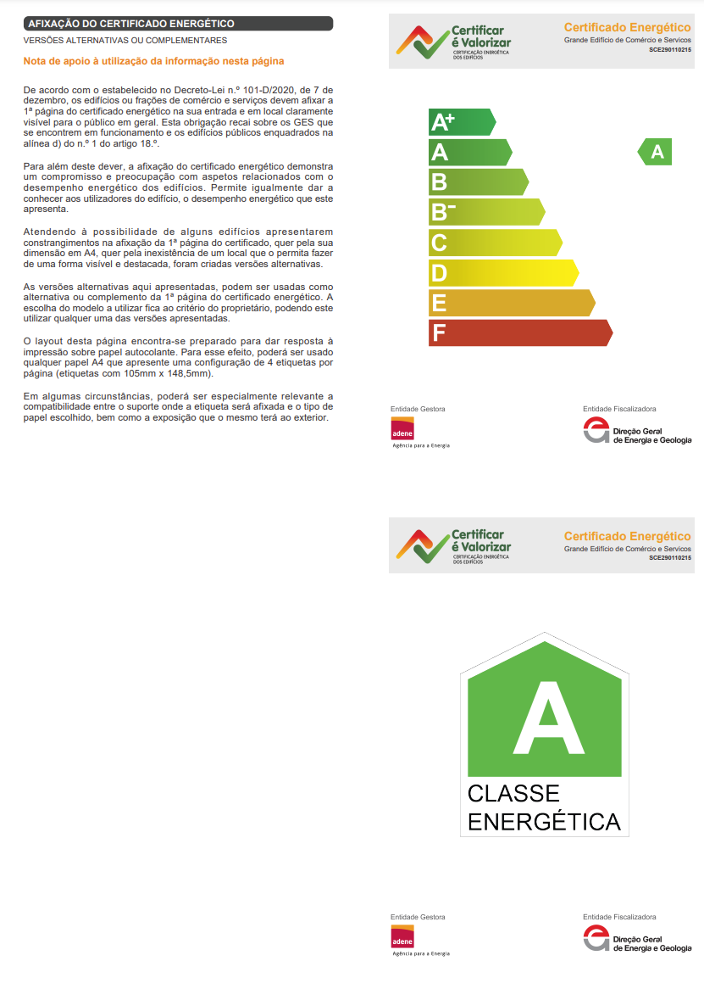 AFIXAÇÃO DO CERTIFICADO ENERGÉTICO
VERSÕES ALTERNATIVAS OU COMPLEMENTARES
Nota de apoio à utilização da informação nesta página
De acordo com o estabelecido no Decreto-Lei n.º 101-D/2020, de 7 de
dezembro, os edifícios ou frações de comércio e serviços devem afixar a
1ª página do certificado energético na sua entrada e em local claramente
visível para o público em geral. Esta obrigação recai sobre os GES que
se encontrem em funcionamento e os edifícios públicos enquadrados na
alínea d) do n.º 1 do artigo 18.º.
Para além deste dever, a afixação do certificado energético demonstra
um compromisso e preocupação com aspetos relacionados com o
desempenho energético dos edifícios. Permite igualmente dar a
conhecer aos utilizadores do edifício, o desempenho energético que este
apresenta.
Atendendo à possibilidade de alguns edifícios apresentarem
constrangimentos na afixação da 1ª página do certificado, quer pela sua
dimensão em A4, quer pela inexistência de um local que o permita fazer
de uma forma visível e destacada, foram criadas versões alternativas.
As versões alternativas aqui apresentadas, podem ser usadas como
alternativa ou complemento da 1ª página do certificado energético. A
escolha do modelo a utilizar fica ao critério do proprietário, podendo este
utilizar qualquer uma das versões apresentadas.
O layout desta página encontra-se preparado para dar resposta à
impressão sobre papel autocolante. Para esse efeito, poderá ser usado
qualquer papel A4 que apresente uma configuração de 4 etiquetas por
página (etiquetas com 105mm x 148,5mm).
Em algumas circunstâncias, poderá ser especialmente relevante a
compatibilidade entre o suporte onde a etiqueta será afixada e o tipo de
papel escolhido, bem como a exposição que o mesmo terá ao exterior.
Certificar
é Valorizar
CERTIFICAÇÃO ENERGÉTICA
DOS EDIFÍCIOS
Certificado Energético
Grande Edifício de Comércio e Servicos
SCE290110215
A+
A
A
B
B-
C
D
E
F
Entidade Gestora
adene
Agência para a Energia
Entidade Fiscalizadora
Direção Geral
de Energia e Geologia
Certificar
é Valorizar
CERTIFICAÇÃO ENERGÉTICA
DOS EDIFÍCIOS
Certificado Energético
Grande Edifício de Comércio e Servicos
SCE290110215
A
CLASSE
ENERGÉTICA
Entidade Gestora
adene
Agência para a Energia
Entidade Fiscalizadora
Direção Geral
de Energia e Geologia